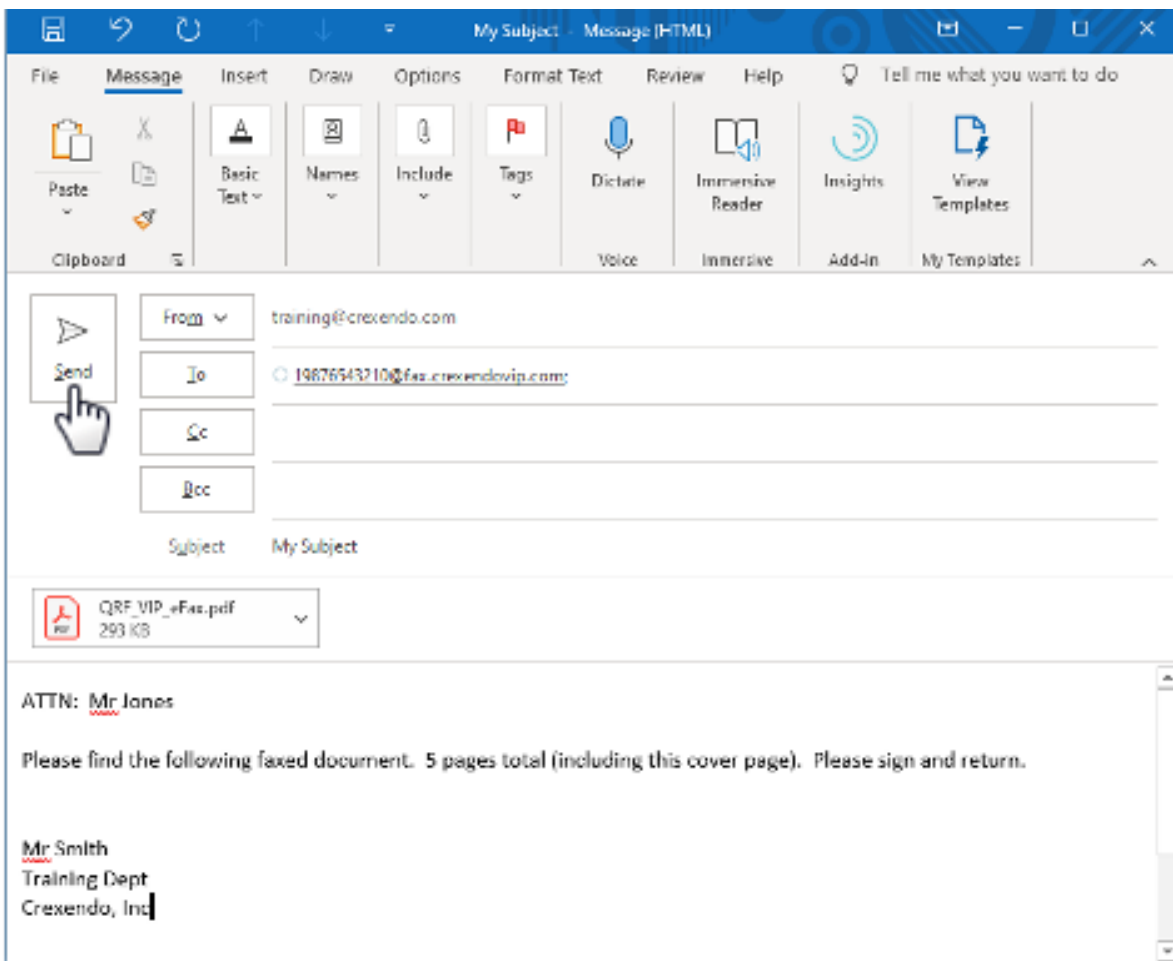 My Subject - Message (HTML)
File Message Insert Draw Options Format Text Review Help Tell me what you want to do
Paste
Basic Text
Names
Include
Tags
Dictate
Immersive Reader
Insights
View Templates
Clipboard Voice Immersive Add-in My Templates
Send
From training@crexendo.com
To 19876543210@fax.crexendovip.com;
Cc
Bcc
Subject My Subject
PDF
QRF_VIP_eFax.pdf
293 KB
ATTN: Mr Jones
Please find the following faxed document. 5 pages total (including this cover page). Please sign and return.
Mr Smith
Training Dept
Crexendo, Inc